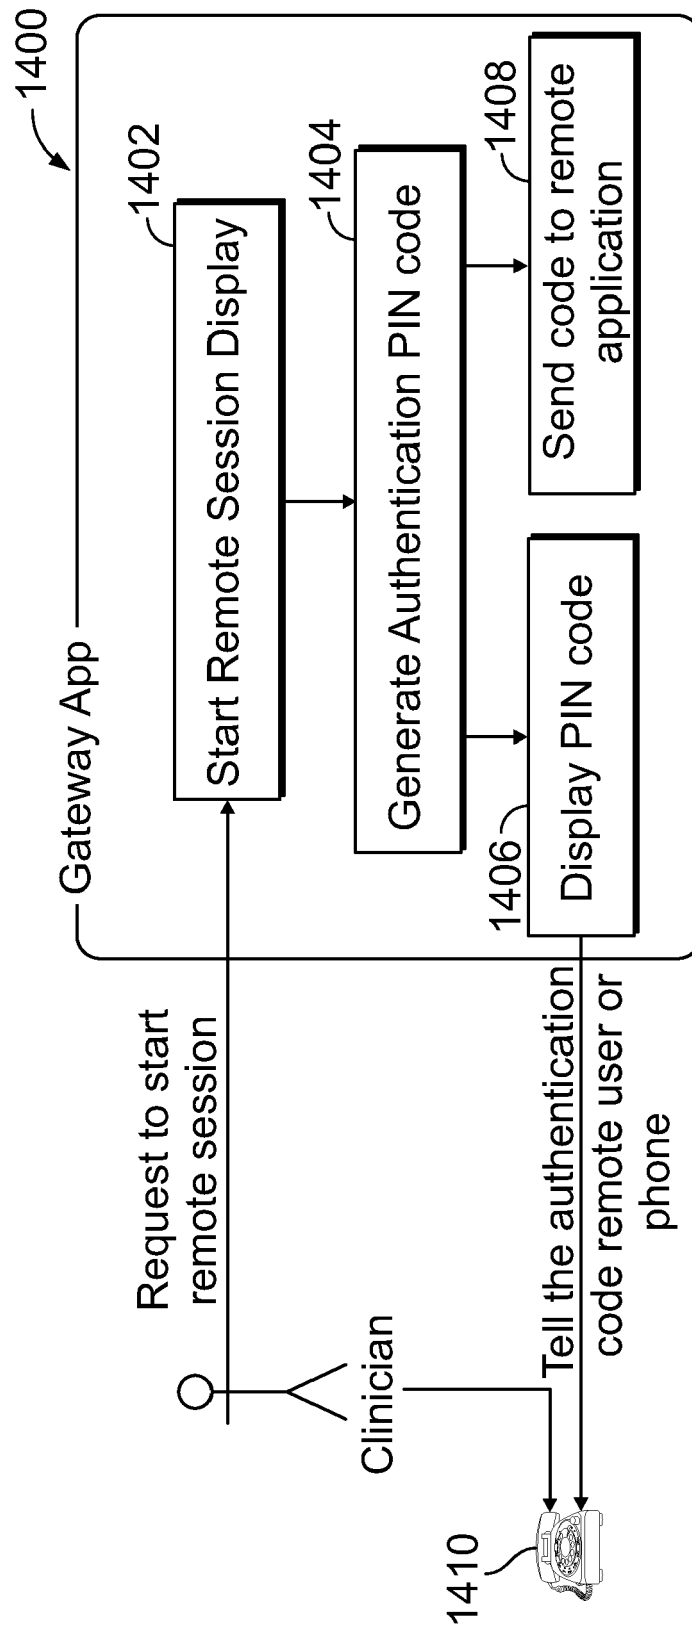 1400
Gateway App
1402
Start Remote Session Display
1404
Generate Authentication PIN code
1406
Display PIN code
1408
Send code to remote
application
Request to start
remote session
Clinician
Tell the authentication
code remote user or
phone
1410